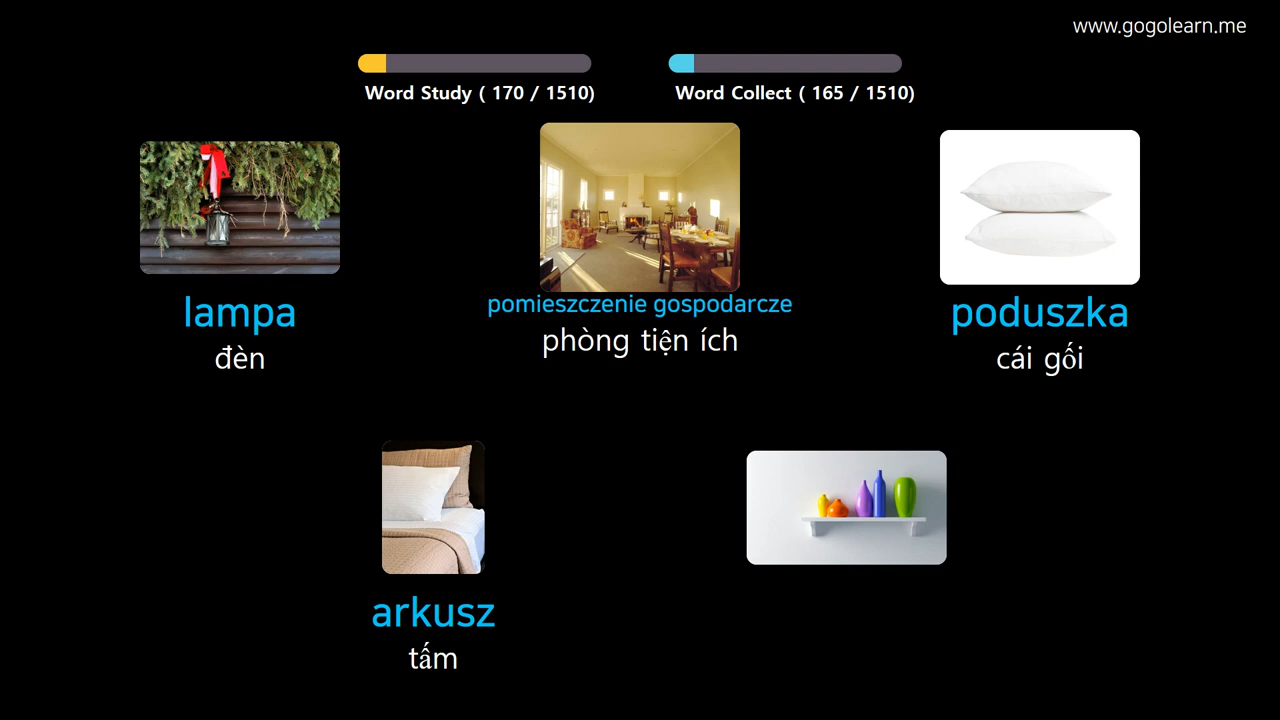 www.gogolearn.me
Word Study ( 170 / 1510)
Word Collect ( 165 / 1510)
lampa
đèn
pomieszczenie gospodarcze
phòng tiện ích
poduszka
cái gối
arkusz
tấm